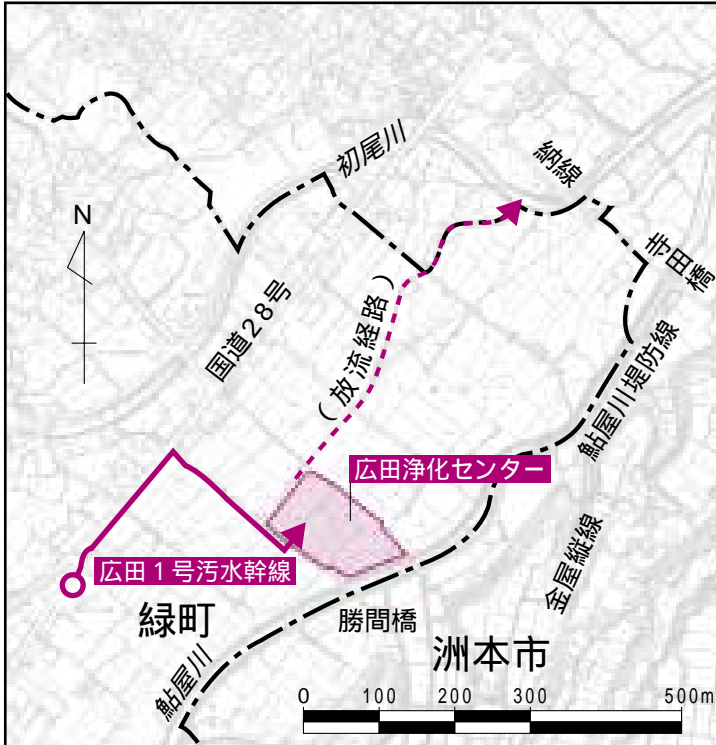 初尾川
納線
N
寺田橋
国道28号
(放流経路)
鮎屋川堤防線
広田浄化センター
金屋縦線
広田1号汚水幹線
緑町
勝間橋
洲本市
鮎屋川
0 100 200 300 500m